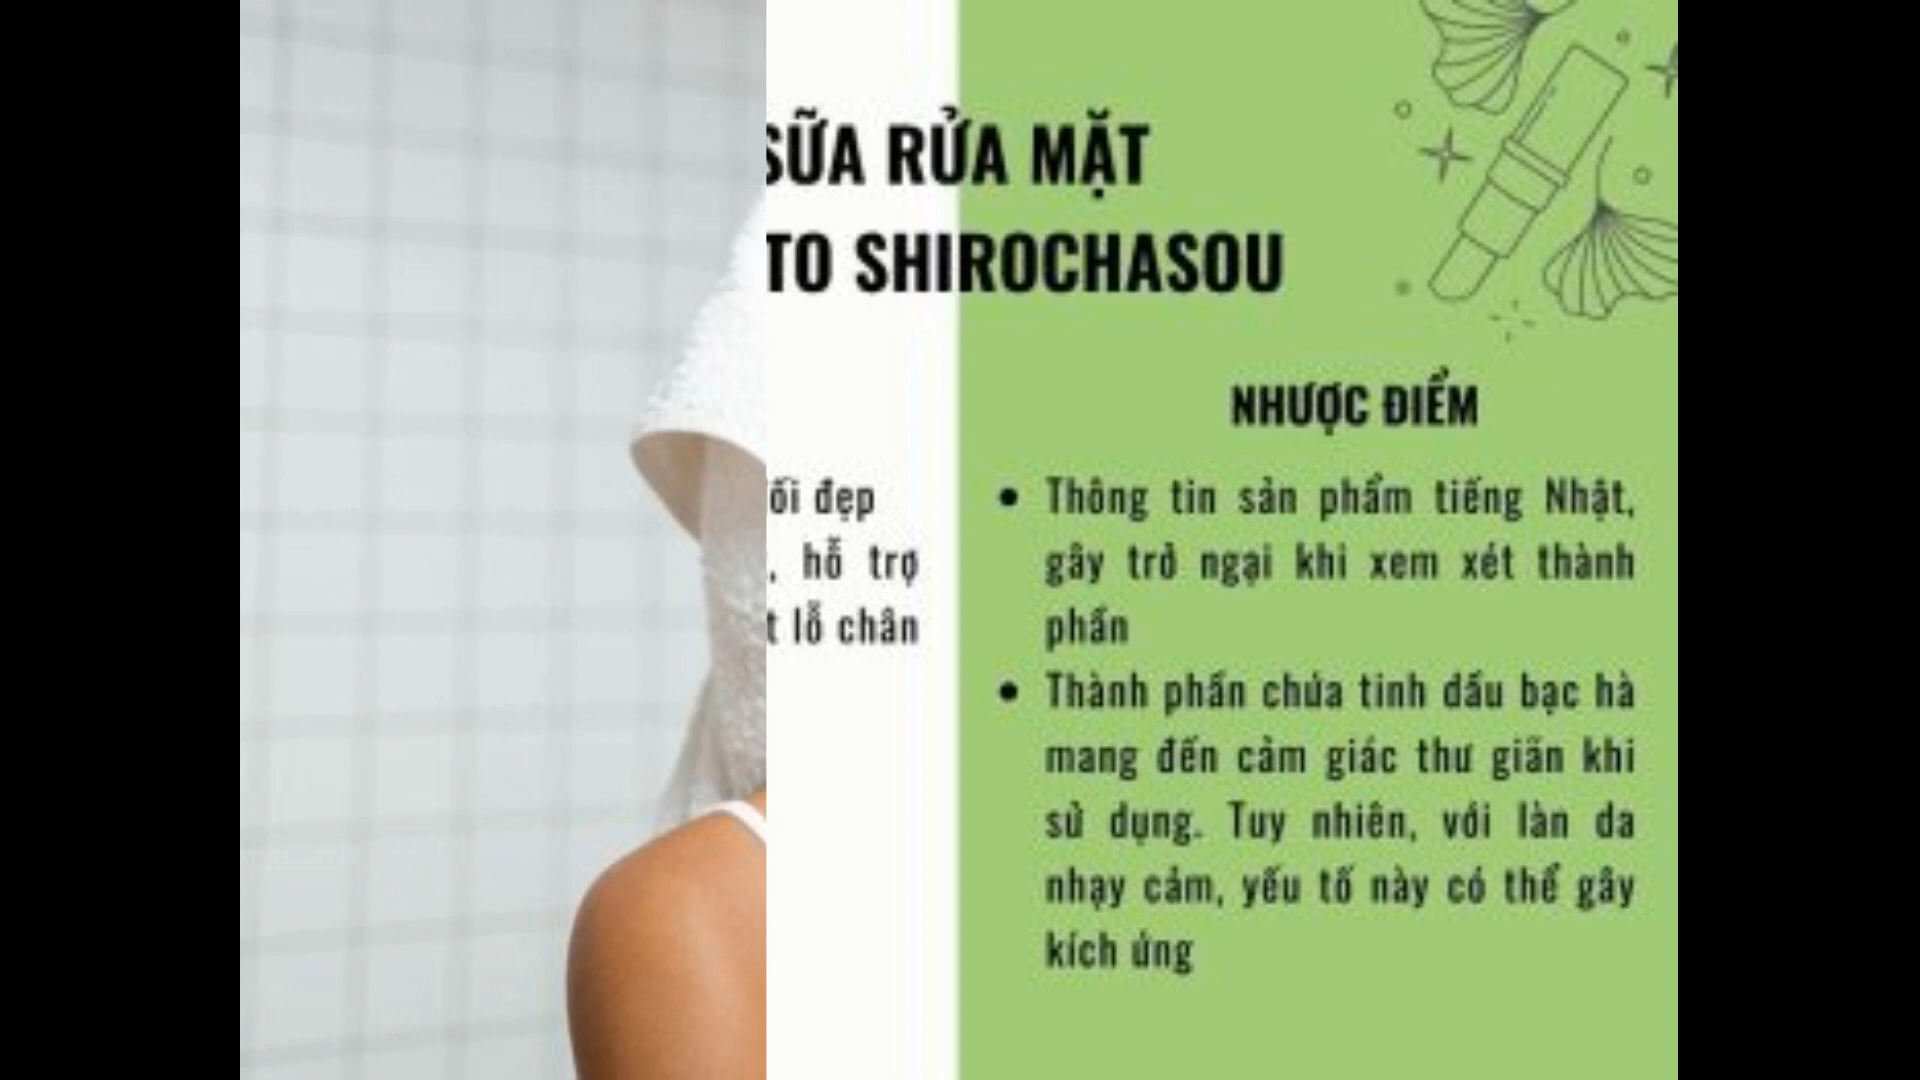 SỮA RỬA MẶT
TO SHIROCHASOU
đẹp
, hỗ trợ
lỗ chân
NHƯỢC ĐIỂM
• Thông tin sản phẩm tiếng Nhật,
gây trở ngại khi xem xét thành
phần
• Thành phần chứa tinh dầu bạc hà
mang đến cảm giác thư giãn khi
sử dụng. Tuy nhiên, với làn da
nhạy cảm, yếu tố này có thể gây
kích ứng